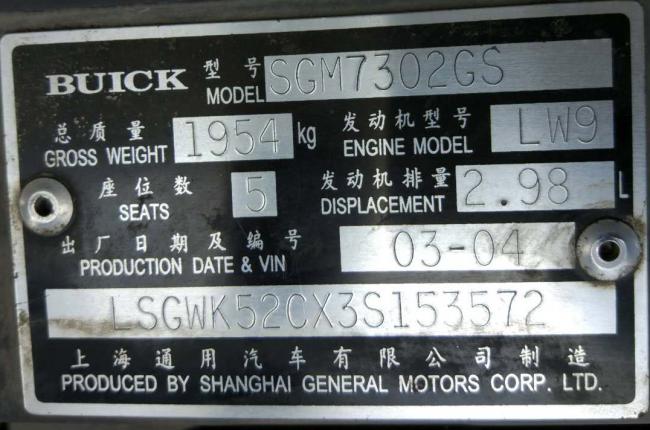 BUICK 型号 MODEL SGM7302GS
总质量 GROSS WEIGHT 1954 kg 发动机型号 ENGINE MODEL LW9
座位数 SEATS 5 发动机排量 DISPLACEMENT 2.98 L
出厂日期及编号 PRODUCTION DATE & VIN 03-04
LSGWK52CX3S153572
上海通用汽车有限公司制造
PRODUCED BY SHANGHAI GENERAL MOTORS CORP. LTD.